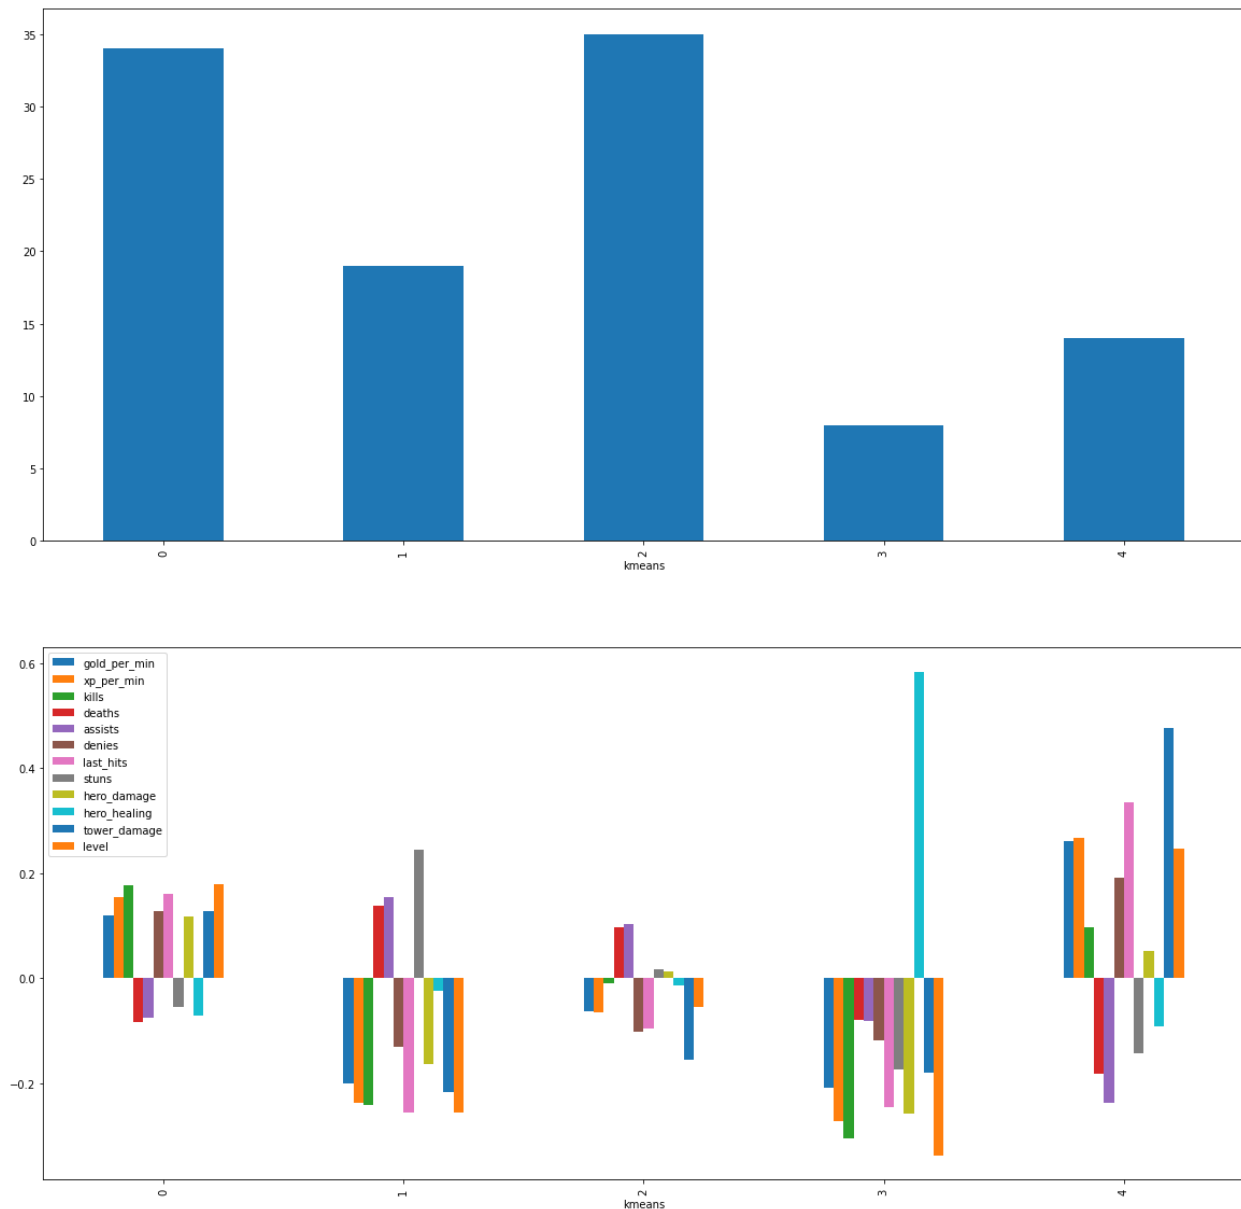 35
30
25
20
15
10
5
0
0
1
2
3
4
kmeans
gold_per_min
xp_per_min
kills
deaths
assists
denies
last_hits
stuns
hero_damage
hero_healing
tower_damage
level
0.6
0.4
0.2
0.0
−0.2
0
1
2
3
4
kmeans